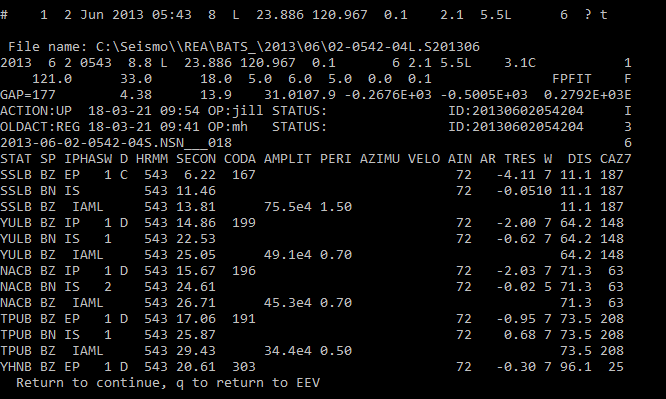 #    1  2 Jun 2013 05:43  8  L  23.886 120.967  0.1    2.1  5.5L      6  ? t
File name: C:\Seismo\\REA\BATS_\2013\06\02-0542-04L.S201306
2013  6 2 0543  8.8 L  23.886 120.967  0.1      6 2.1 5.5L   3.1C            1
121.0      33.0      18.0  5.0  6.0  5.0  0.0  0.1                FPFIT    F
GAP=177        4.38      13.9    31.0107.9 -0.2676E+03 -0.5005E+03  0.2792E+03E
ACTION:UP  18-03-21 09:54 OP:jill STATUS:               ID:20130602054204     I
OLDACT:REG 18-03-21 09:41 OP:mh   STATUS:               ID:20130602054204     3
2013-06-02-0542-04S.NSN___018                                                 6
STAT SP IPHASW D HRMM SECON CODA AMPLIT PERI AZIMU VELO AIN AR TRES W  DIS CAZ7
SSLB BZ EP   1 C  543  6.22  167                         72   -4.11 7 11.1 187
SSLB BN IS        543 11.46                              72   -0.0510 11.1 187
SSLB BZ  IAML     543 13.81      75.5e4 1.50                          11.1 187
YULB BZ IP   1 D  543 14.86  199                         72   -2.00 7 64.2 148
YULB BN IS   1    543 22.53                              72   -0.62 7 64.2 148
YULB BZ  IAML     543 25.05      49.1e4 0.70                          64.2 148
NACB BZ IP   1 D  543 15.67  196                         72   -2.03 7 71.3  63
NACB BN IS   2    543 24.61                              72   -0.02 5 71.3  63
NACB BZ  IAML     543 26.71      45.3e4 0.70                          71.3  63
TPUB BZ EP   1 D  543 17.06  191                         72   -0.95 7 73.5 208
TPUB BN IS   1    543 25.87                              72    0.68 7 73.5 208
TPUB BZ  IAML     543 29.43      34.4e4 0.50                          73.5 208
YHNB BZ EP   1 D  543 20.61  303                         72   -0.30 7 96.1  25
Return to continue, q to return to EEV